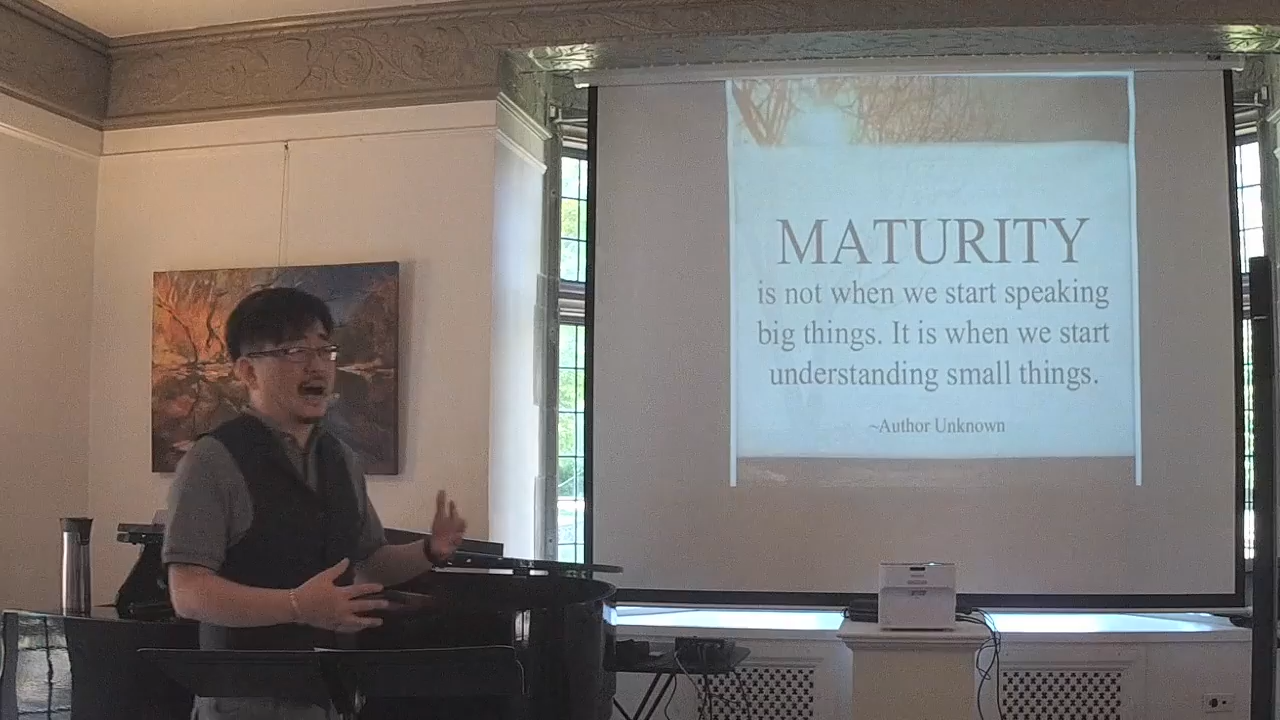 MATURITY
is not when we start speaking
big things. It is when we start
understanding small things.
~Author Unknown